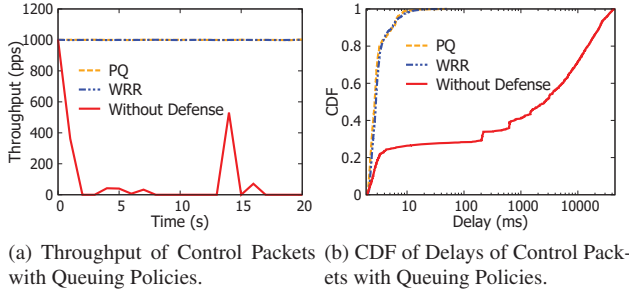 1200
1000
800
600
400
200
0
Throughput (pps)
PQ
WRR
Without Defense
0 5 10 15 20
Time (s)
1
0.8
0.6
0.4
0.2
0
CDF
PQ
WRR
Without Defense
10 100 1000 10000
Delay (ms)
(a) Throughput of Control Packets
with Queuing Policies.
(b) CDF of Delays of Control Pack-
ets with Queuing Policies.